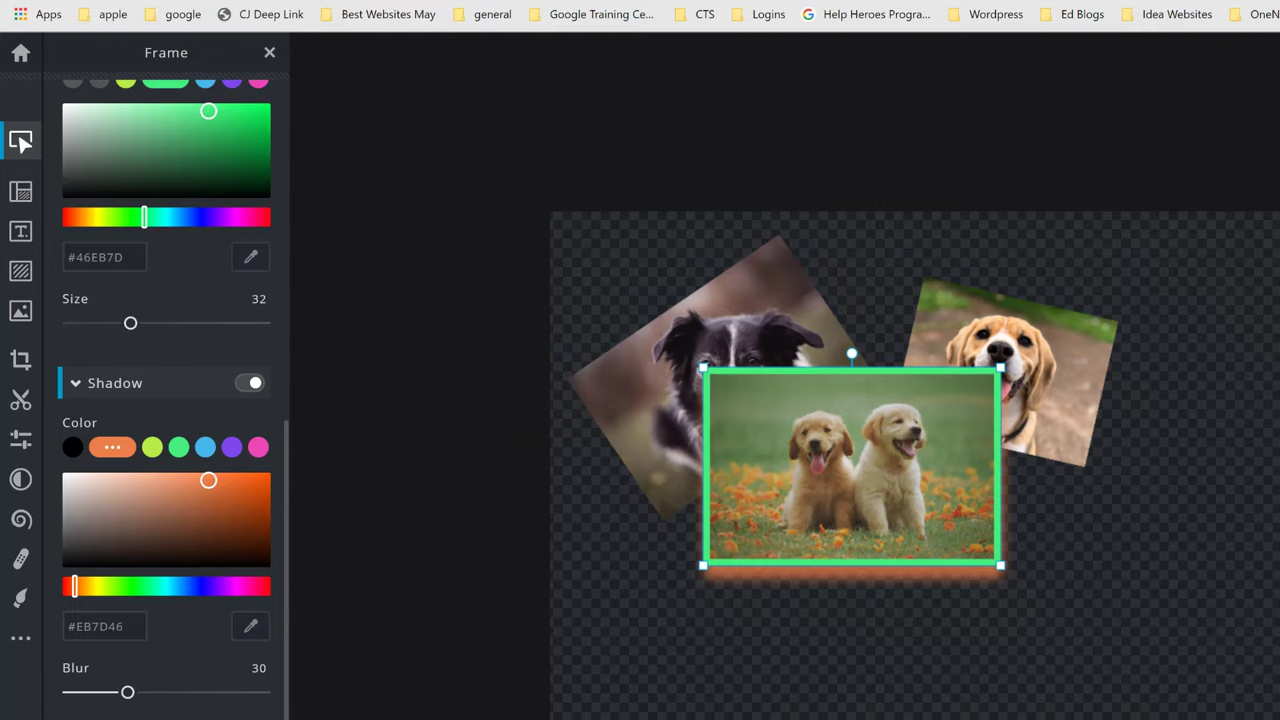 Apps apple google CJ Deep Link Best Websites May general Google Training Ce... CTS Logins Help Heroes Progra... Wordpress Ed Blogs Idea Websites OneN
Frame
#46EB7D
Size 32
Shadow
Color
#EB7D46
Blur 30